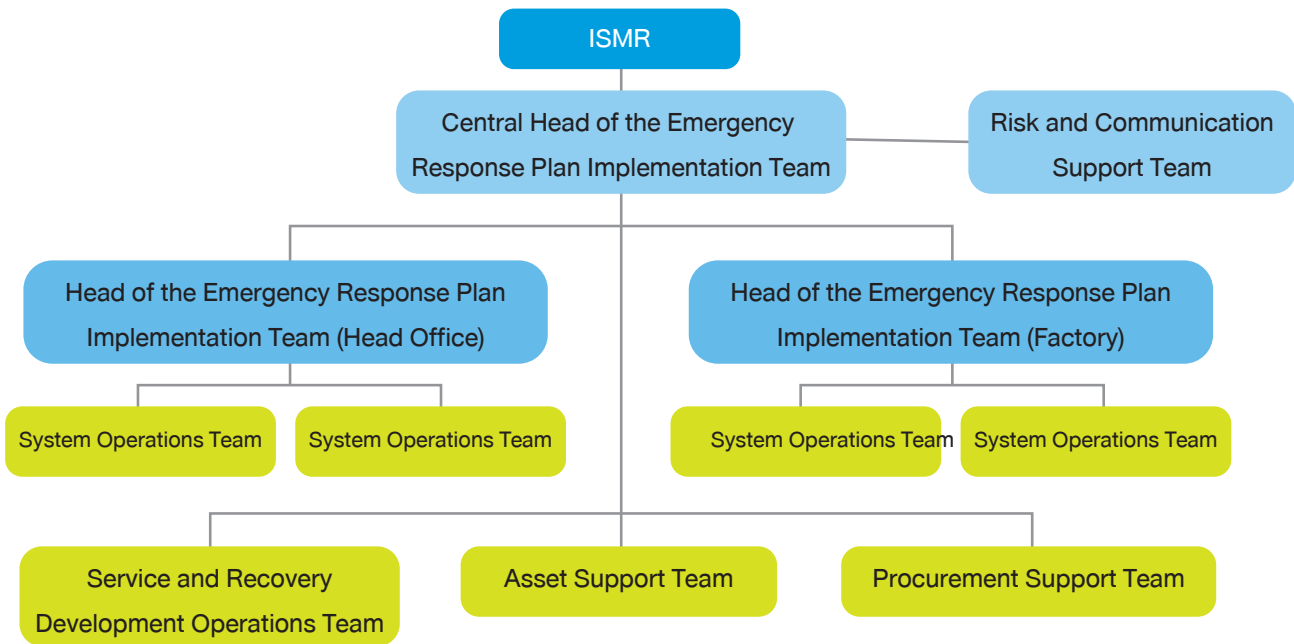 ISMR
Central Head of the Emergency
Response Plan Implementation Team
Risk and Communication
Support Team
Head of the Emergency Response Plan
Implementation Team (Head Office)
Head of the Emergency Response Plan
Implementation Team (Factory)
System Operations Team
System Operations Team
System Operations Team
System Operations Team
Service and Recovery
Development Operations Team
Asset Support Team
Procurement Support Team